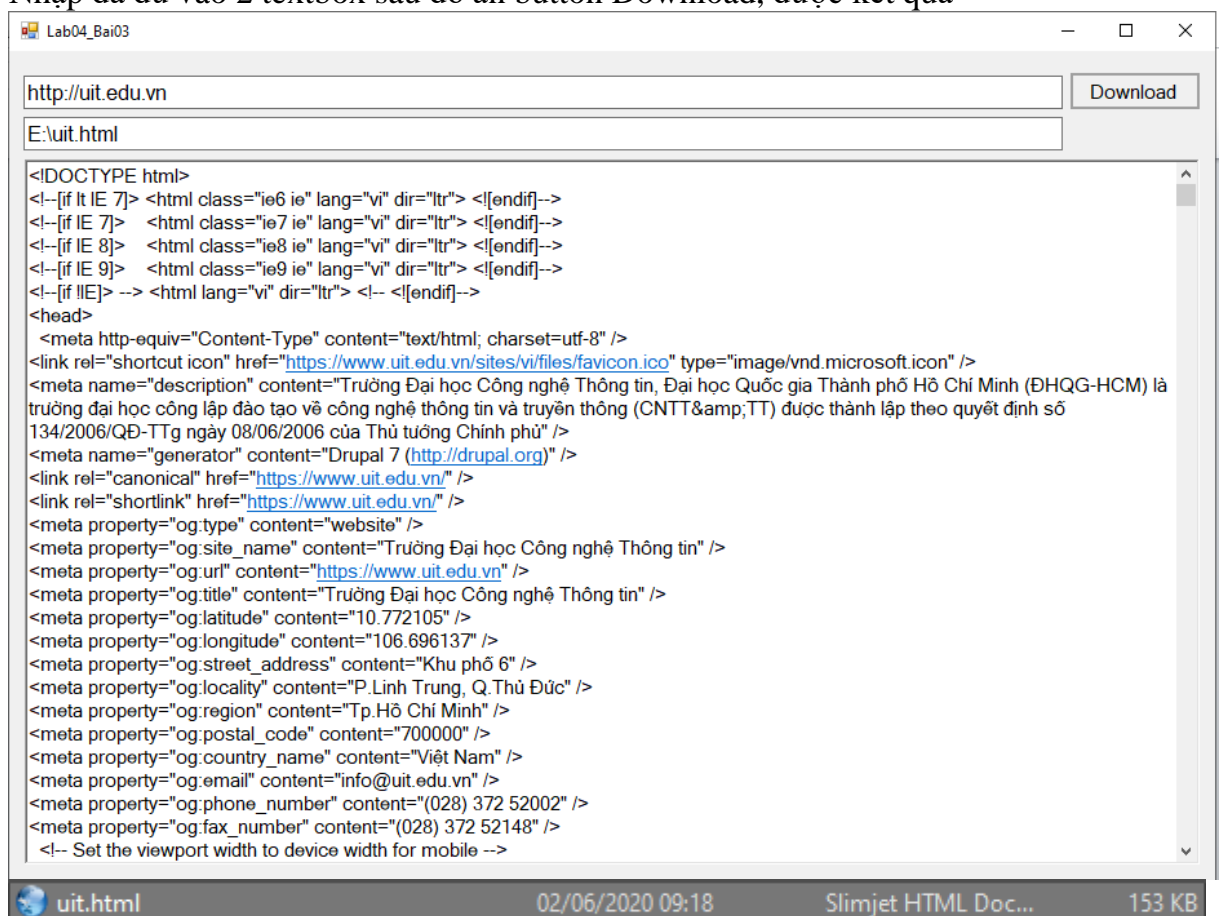 Nhập đầ đủ vào 2 textbox sau đó ấn button Download, được kết quả
Lab04_Bai03
http://uit.edu.vn
Download
E:\uit.html
<!DOCTYPE html>
<!--[if lt IE 7]> <html class="ie6 ie" lang="vi" dir="ltr"> <![endif]-->
<!--[if IE 7]>    <html class="ie7 ie" lang="vi" dir="ltr"> <![endif]-->
<!--[if IE 8]>    <html class="ie8 ie" lang="vi" dir="ltr"> <![endif]-->
<!--[if IE 9]>    <html class="ie9 ie" lang="vi" dir="ltr"> <![endif]-->
<!--[if !IE]> --> <html lang="vi" dir="ltr"> <!-- <![endif]-->
<head>
  <meta http-equiv="Content-Type" content="text/html; charset=utf-8" />
<link rel="shortcut icon" href="https://www.uit.edu.vn/sites/vi/files/favicon.ico" type="image/vnd.microsoft.icon" />
<meta name="description" content="Trường Đại học Công nghệ Thông tin, Đại học Quốc gia Thành phố Hồ Chí Minh (ĐHQG-HCM) là
trường đại học công lập đào tạo về công nghệ thông tin và truyền thông (CNTT&amp;TT) được thành lập theo quyết định số
134/2006/QĐ-TTg ngày 08/06/2006 của Thủ tướng Chính phủ" />
<meta name="generator" content="Drupal 7 (http://drupal.org)" />
<link rel="canonical" href="https://www.uit.edu.vn/" />
<link rel="shortlink" href="https://www.uit.edu.vn/" />
<meta property="og:type" content="website" />
<meta property="og:site_name" content="Trường Đại học Công nghệ Thông tin" />
<meta property="og:url" content="https://www.uit.edu.vn" />
<meta property="og:title" content="Trường Đại học Công nghệ Thông tin" />
<meta property="og:latitude" content="10.772105" />
<meta property="og:longitude" content="106.696137" />
<meta property="og:street_address" content="Khu phố 6" />
<meta property="og:locality" content="P.Linh Trung, Q.Thủ Đức" />
<meta property="og:region" content="Tp.Hồ Chí Minh" />
<meta property="og:postal_code" content="700000" />
<meta property="og:country_name" content="Việt Nam" />
<meta property="og:email" content="info@uit.edu.vn" />
<meta property="og:phone_number" content="(028) 372 52002" />
<meta property="og:fax_number" content="(028) 372 52148" />
  <!-- Set the viewport width to device width for mobile -->
uit.html 02/06/2020 09:18 Slimjet HTML Doc... 153 KB